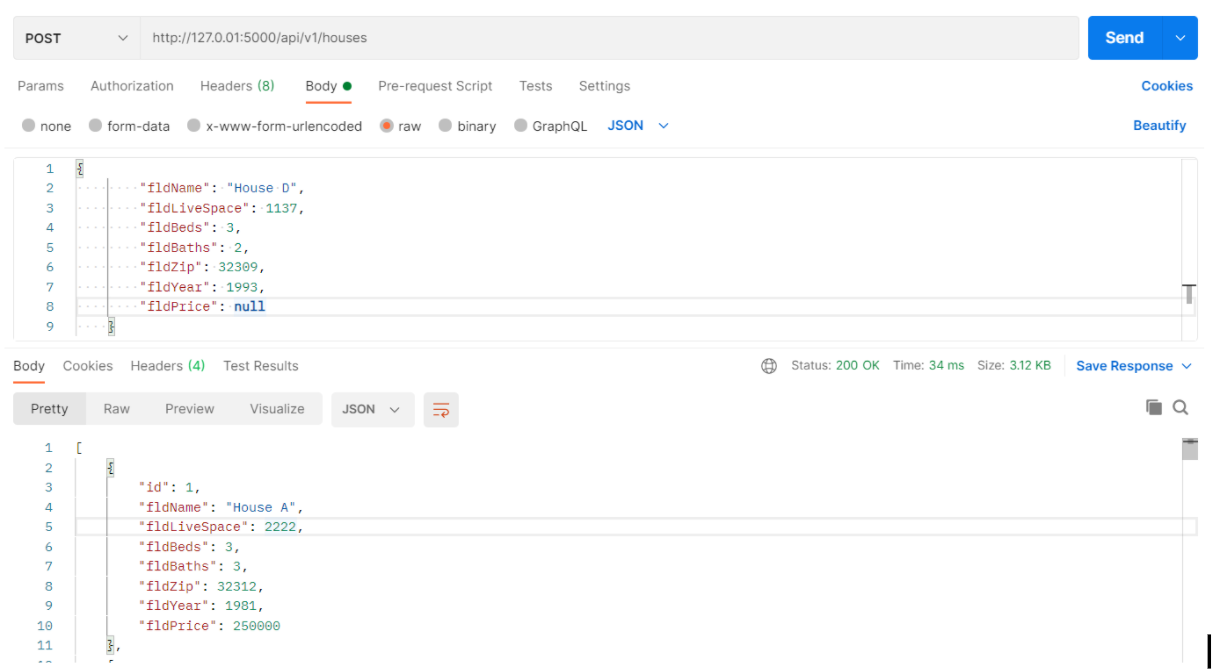 POST http://127.0.01:5000/api/v1/houses Send
Params Authorization Headers (8) Body Pre-request Script Tests Settings Cookies
none form-data x-www-form-urlencoded raw binary GraphQL JSON Beautify
1 {
2 "fldName": "House D",
3 "fldLiveSpace": 1137,
4 "fldBeds": 3,
5 "fldBaths": 2,
6 "fldZip": 32309,
7 "fldYear": 1993,
8 "fldPrice": null
9 }
Body Cookies Headers (4) Test Results Status: 200 OK Time: 34 ms Size: 3.12 KB Save Response
Pretty Raw Preview Visualize JSON
1 [
2 {
3 "id": 1,
4 "fldName": "House A",
5 "fldLiveSpace": 2222,
6 "fldBeds": 3,
7 "fldBaths": 3,
8 "fldZip": 32312,
9 "fldYear": 1981,
10 "fldPrice": 250000
11 },